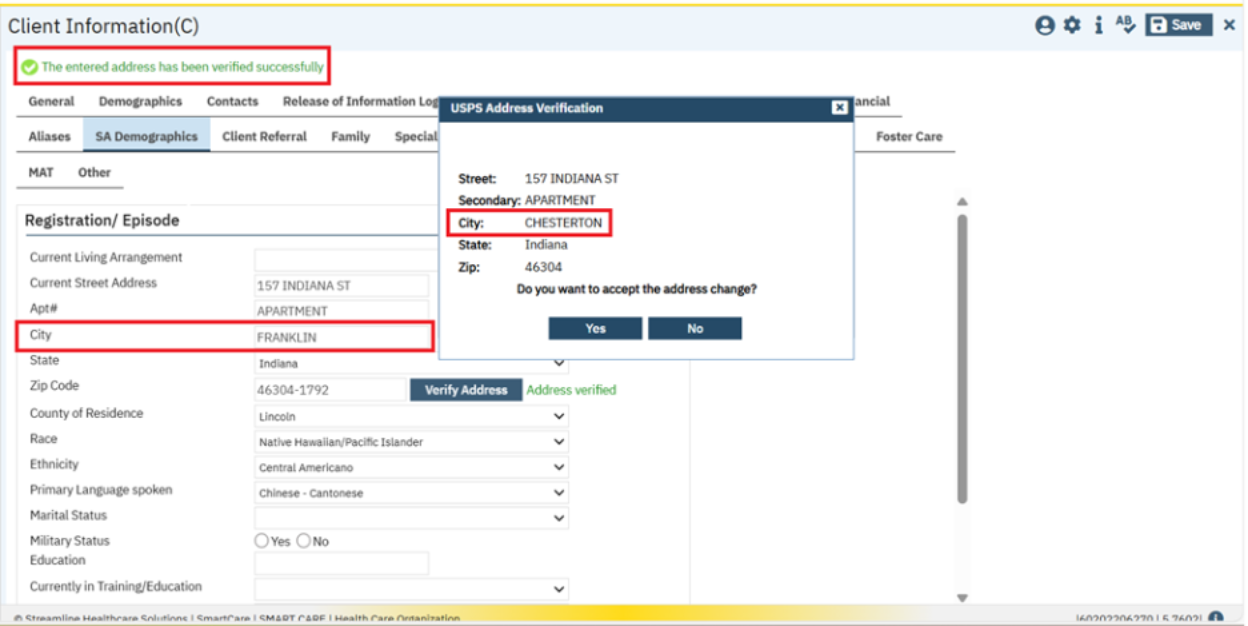 Client Information(C)
Save
The entered address has been verified successfully
General Demographics Contacts Release of Information Log
ancial
Aliases SA Demographics Client Referral Family Special
Foster Care
MAT Other
USPS Address Verification
Street: 157 INDIANA ST
Secondary: APARTMENT
City: CHESTERTON
State: Indiana
Zip: 46304
Do you want to accept the address change?
Yes No
Registration/ Episode
Current Living Arrangement
Current Street Address 157 INDIANA ST
Apt# APARTMENT
City FRANKLIN
State Indiana
Zip Code 46304-1792 Verify Address Address verified
County of Residence Lincoln
Race Native Hawaiian/Pacific Islander
Ethnicity Central Americano
Primary Language spoken Chinese - Cantonese
Marital Status
Military Status Yes No
Education
Currently in Training/Education
© Streamline Healthcare Solutions | SmartCare | SMART CARE | Health Care Organization